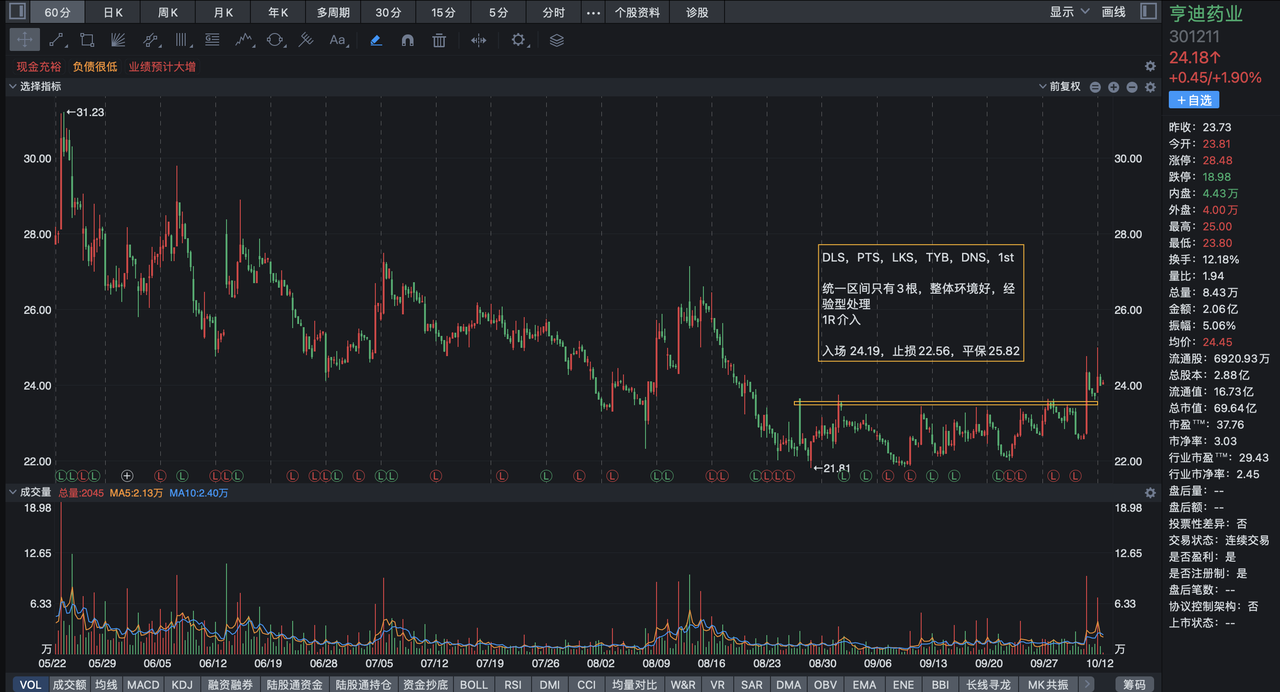 60分 日K 周K 月K 年K 多周期 30分 15分 5分 分时 ••• 个股资料 诊股 显示 画线
Aa
现金充裕 负债很低 业绩预计大增
选择指标 前复权
←31.23
30.00 30.00
28.00 28.00
26.00 26.00
24.00 24.00
22.00 22.00
DLS，PTS，LKS，TYB，DNS，1st
统一区间只有3根，整体环境好，经
验型处理
1R介入
入场 24.19，止损22.56，平保25.82
←21.81
L L L L L L L L L L L L L L L L L L L L L L L L L L L L L L L L L L L L L L L L
成交量 总量:2045 MA5:2.13万 MA10:2.40万
18.98 18.98
12.65 12.65
6.33 6.33
万 万
05/22 05/29 06/05 06/12 06/19 06/28 07/05 07/12 07/19 07/26 08/02 08/09 08/16 08/23 08/30 09/06 09/13 09/20 09/27 10/12
VOL 成交额 均线 MACD KDJ 融资融券 陆股通资金 陆股通持仓 资金抄底 BOLL RSI DMI CCI 均量对比 W&R VR SAR DMA OBV EMA ENE BBI 长线寻龙 MK共振 筹码
亨迪药业
301211
24.18↑
+0.45/+1.90%
+自选
昨收：23.73
今开：23.81
涨停：28.48
跌停：18.98
内盘：4.43万
外盘：4.00万
最高：25.00
最低：23.80
换手：12.18%
量比：1.94
总量：8.43万
金额：2.06亿
振幅：5.06%
均价：24.45
流通股：6920.93万
总股本：2.88亿
流通值：16.73亿
总市值：69.64亿
市盈TTM：37.76
市净率：3.03
行业市盈TTM：29.43
行业市净率：2.45
盘后量：--
盘后额：--
投票性差异：否
交易状态：连续交易
是否盈利：是
是否注册制：是
盘后笔数：--
协议控制架构：否
上市状态：--